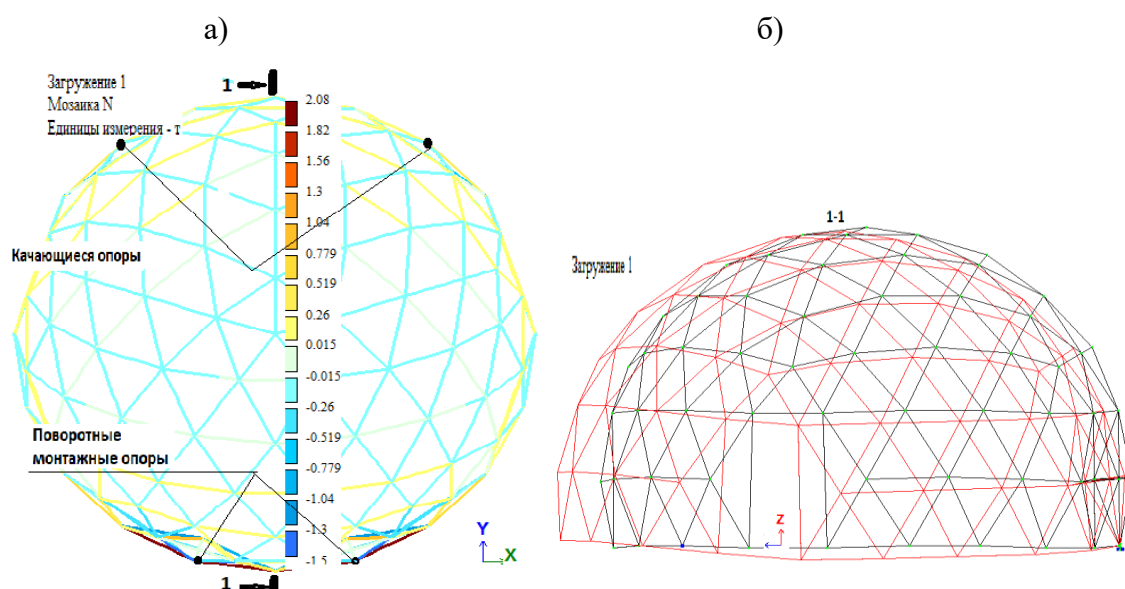 а)
б)
Загружение 1
Мозаика N
Единицы измерения - т
1
2.08
1.82
1.56
1.3
1.04
0.779
0.519
0.26
0.015
-0.015
-0.26
-0.519
-0.779
-1.04
-1.3
-1.5
Качающиеся опоры
Поворотные
монтажные опоры
Y
X
1
1-1
Загружение 1
Z